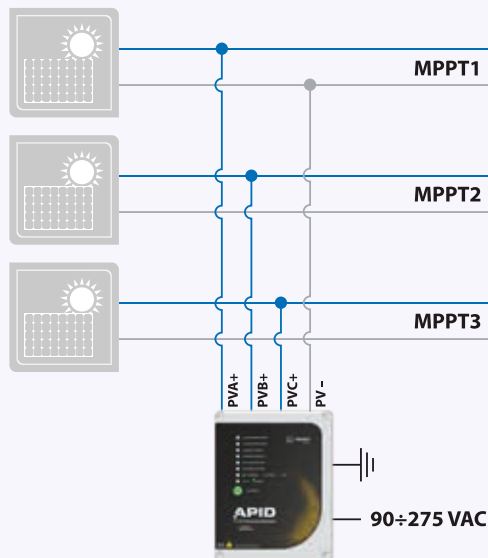 MPPT1
MPPT2
MPPT3
PVA+
PVB+
PVC+
PV -
APID
90÷275 VAC